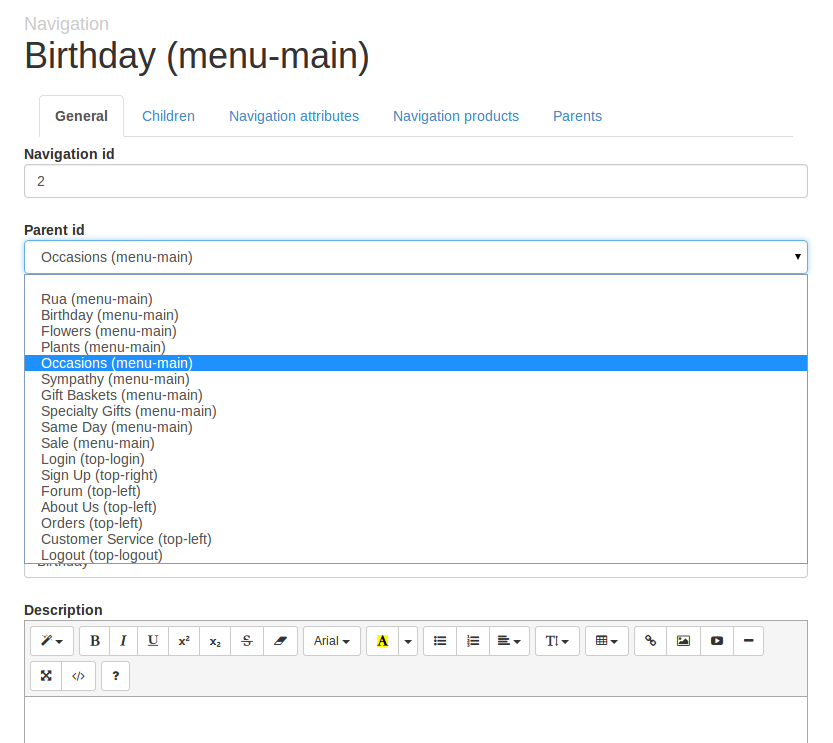 Navigation
Birthday (menu-main)
General Children Navigation attributes Navigation products Parents
Navigation id
2
Parent id
Occasions (menu-main)
Rua (menu-main)
Birthday (menu-main)
Flowers (menu-main)
Plants (menu-main)
Occasions (menu-main)
Sympathy (menu-main)
Gift Baskets (menu-main)
Specialty Gifts (menu-main)
Same Day (menu-main)
Sale (menu-main)
Login (top-login)
Sign Up (top-right)
Forum (top-left)
About Us (top-left)
Orders (top-left)
Customer Service (top-left)
Logout (top-logout)
Birthday
Description
B I U x² x₂ S Arial A T
</> ?